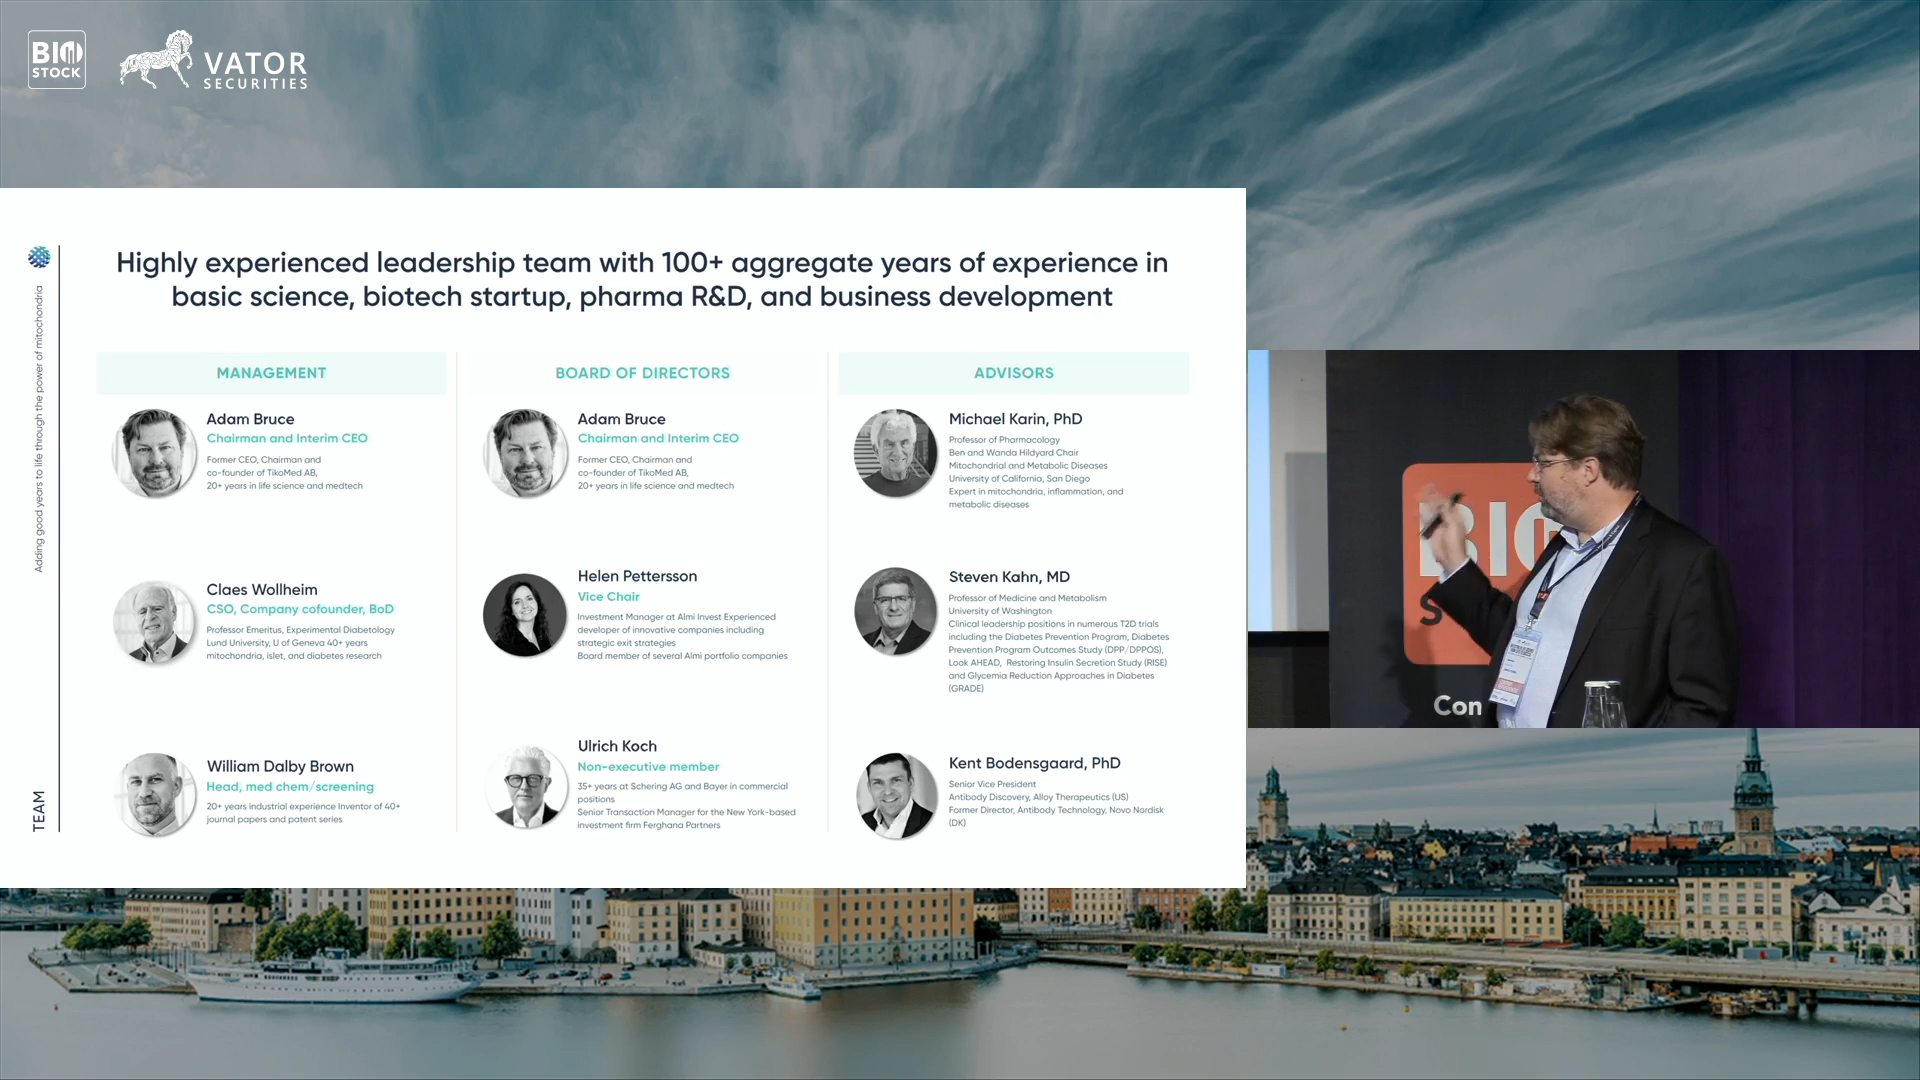 BIO
STOCK
VATOR
SECURITIES
Highly experienced leadership team with 100+ aggregate years of experience in
basic science, biotech startup, pharma R&D, and business development
Adding good years to life through the power of mitochondria
TEAM
MANAGEMENT
Adam Bruce
Chairman and Interim CEO
Former CEO, Chairman and
co-founder of TikoMed AB,
20+ years in life science and medtech
Claes Wollheim
CSO, Company cofounder, BoD
Professor Emeritus, Experimental Diabetology
Lund University, U of Geneva 40+ years
mitochondria, islet, and diabetes research
William Dalby Brown
Head, med chem/screening
20+ years industrial experience Inventor of 40+
journal papers and patent series
BOARD OF DIRECTORS
Adam Bruce
Chairman and Interim CEO
Former CEO, Chairman and
co-founder of TikoMed AB,
20+ years in life science and medtech
Helen Pettersson
Vice Chair
Investment Manager at Almi Invest Experienced
developer of innovative companies including
strategic exit strategies
Board member of several Almi portfolio companies
Ulrich Koch
Non-executive member
35+ years at Schering AG and Bayer in commercial
positions
Senior Transaction Manager for the New York-based
investment firm Ferghana Partners
ADVISORS
Michael Karin, PhD
Professor of Pharmacology
Ben and Wanda Hildyard Chair
Mitochondrial and Metabolic Diseases
University of California, San Diego
Expert in mitochondria, inflammation, and
metabolic diseases
Steven Kahn, MD
Professor of Medicine and Metabolism
University of Washington
Clinical leadership positions in numerous T2D trials
including the Diabetes Prevention Program, Diabetes
Prevention Program Outcomes Study (DPP/DPPOS),
Look AHEAD, Restoring Insulin Secretion Study (RISE)
and Glycemia Reduction Approaches in Diabetes
(GRADE)
Kent Bodensgaard, PhD
Senior Vice President
Antibody Discovery, Alloy Therapeutics (US)
Former Director, Antibody Technology, Novo Nordisk
(DK)
BIO
S
Con